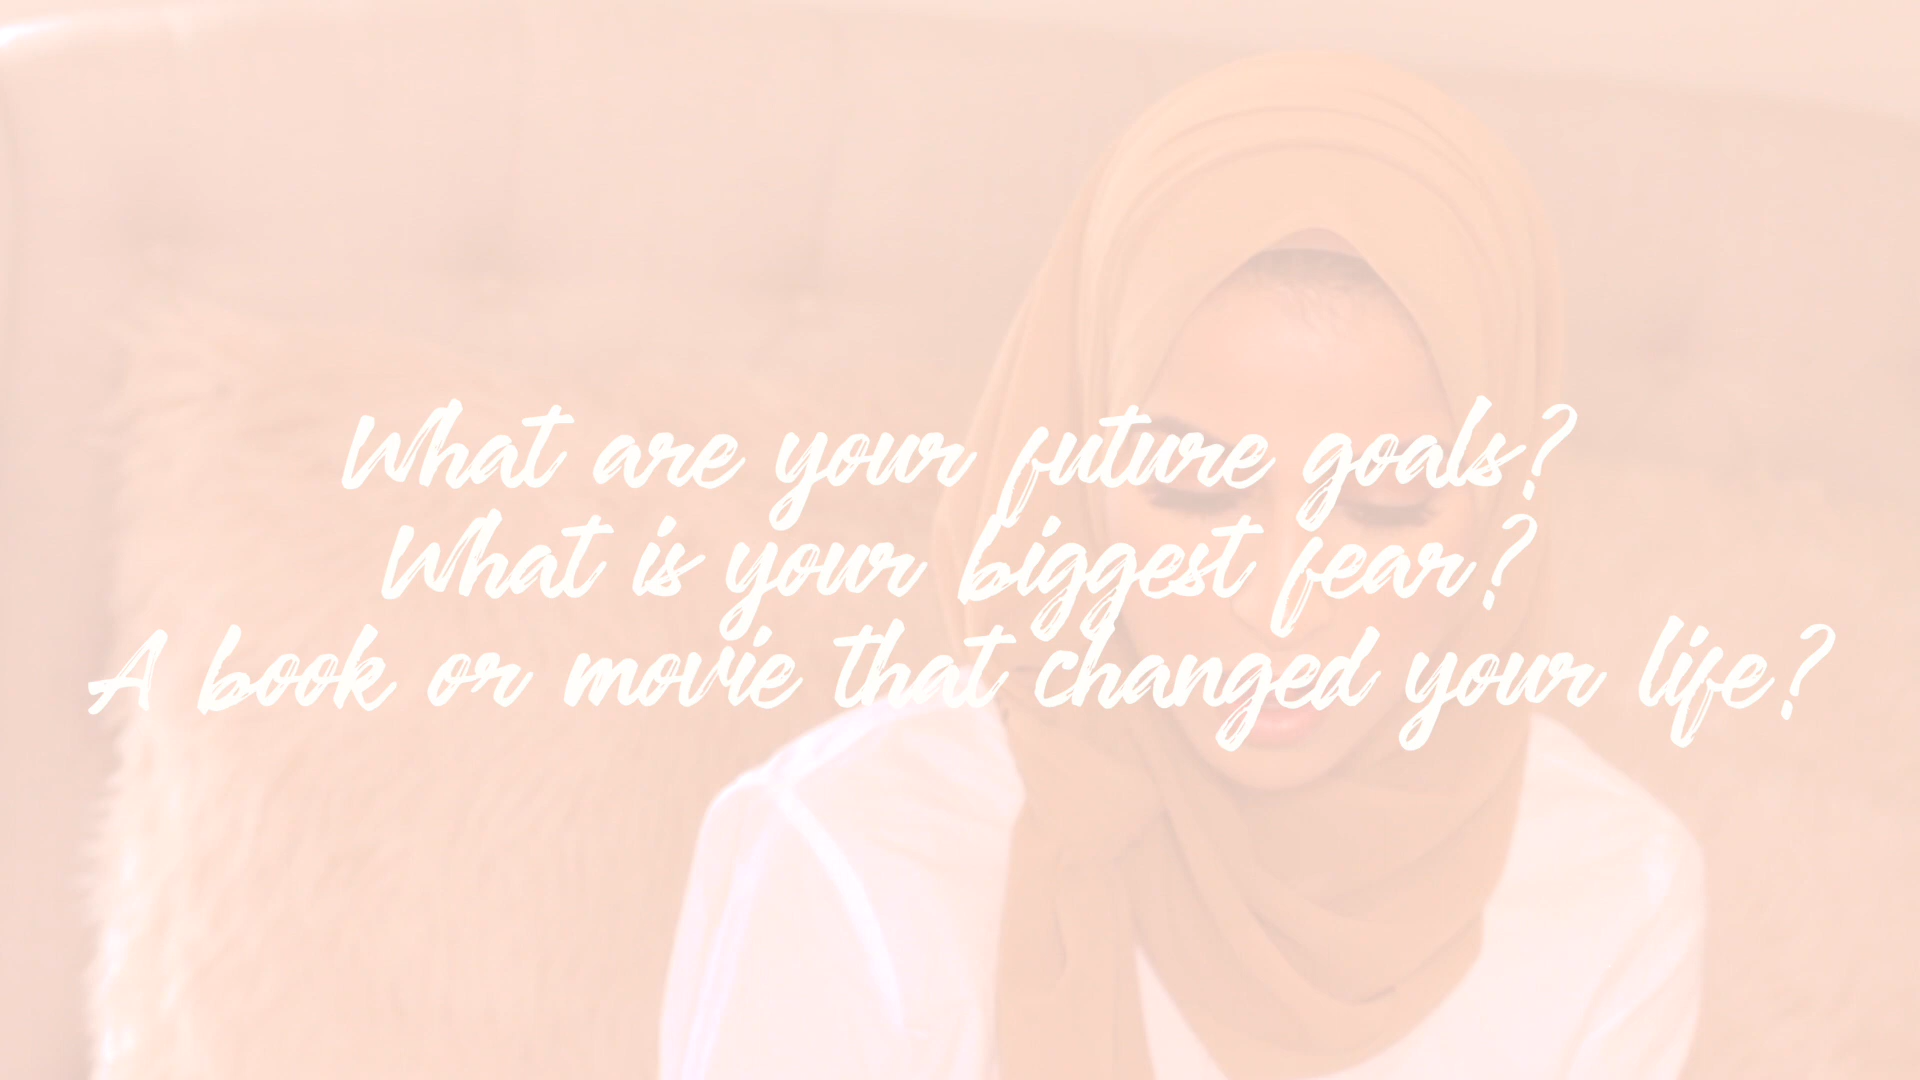 What are your future goals?
What is your biggest fear?
A book or movie that changed your life?